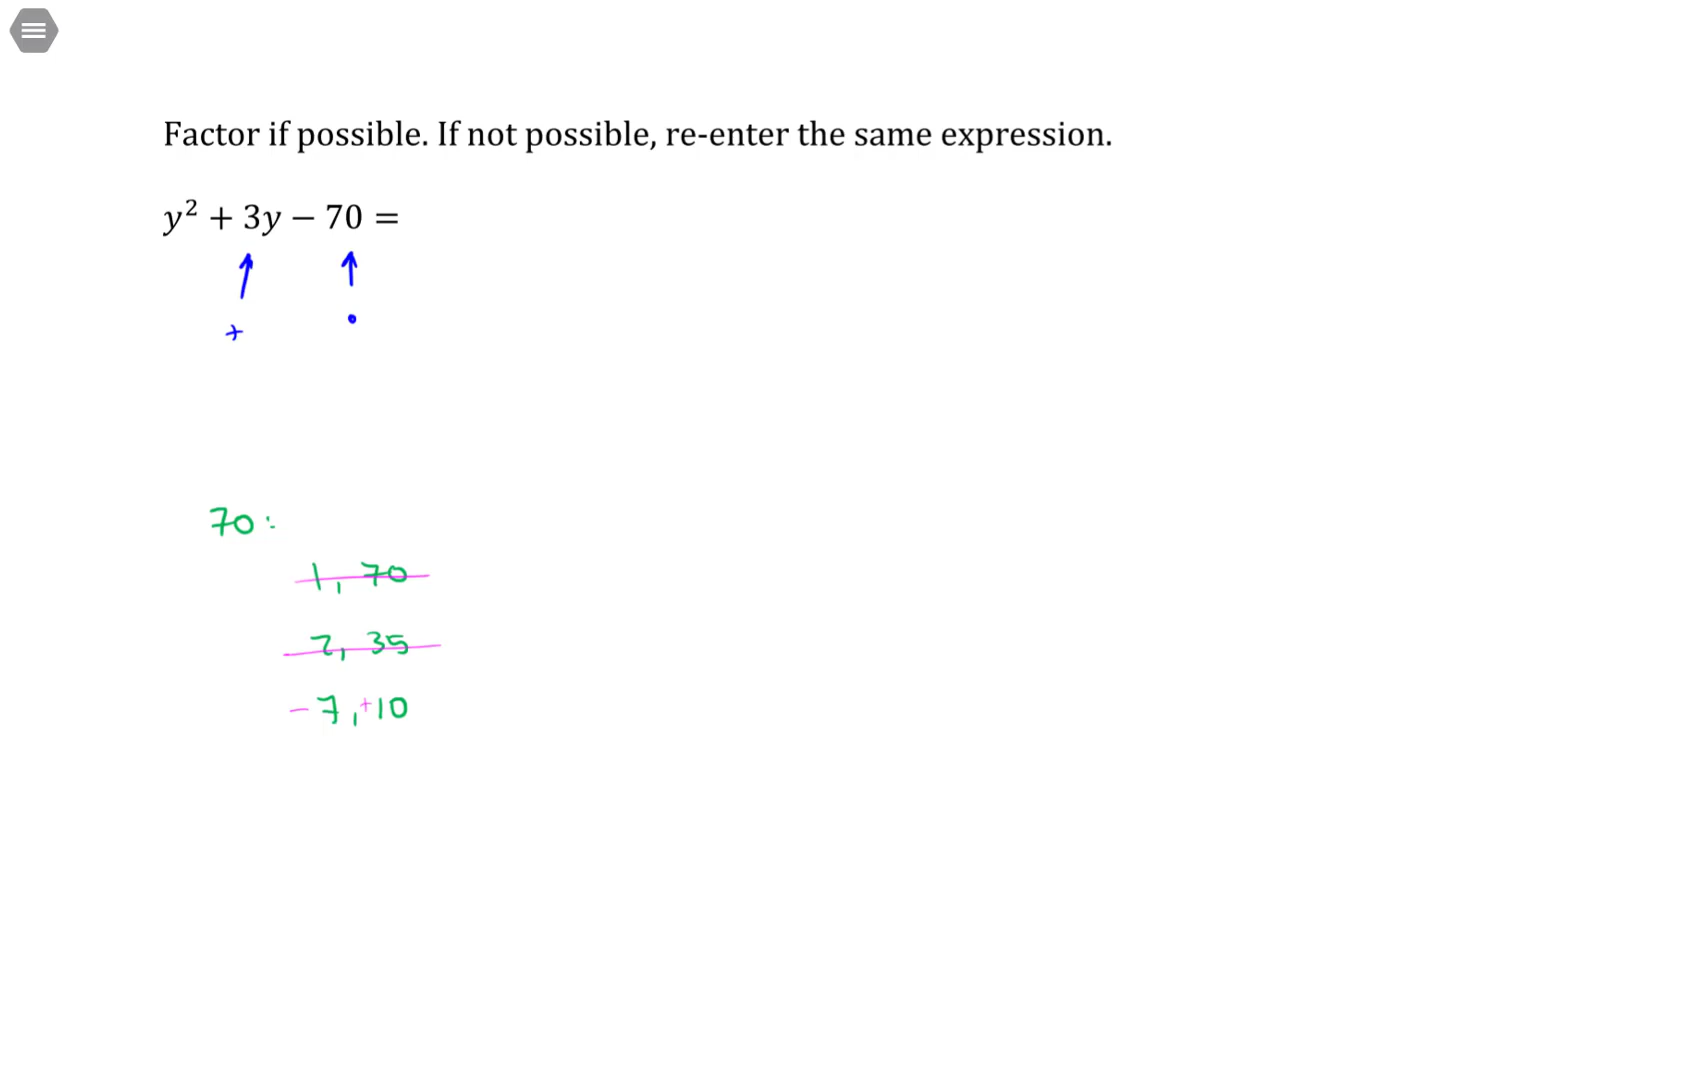 Factor if possible. If not possible, re-enter the same expression.
y² + 3y − 70 =
+ •
70:
1, 70
2, 35
-7, +10